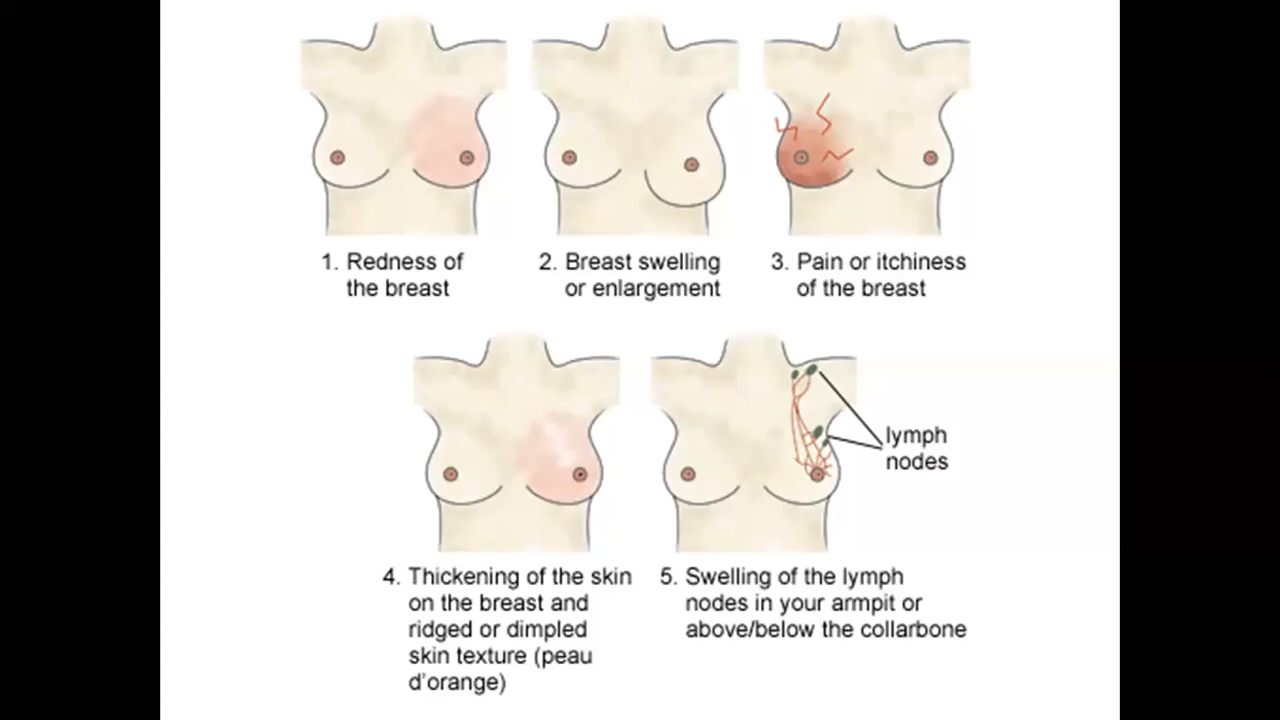 1. Redness of
the breast
2. Breast swelling
or enlargement
3. Pain or itchiness
of the breast
lymph
nodes
4. Thickening of the skin
on the breast and
ridged or dimpled
skin texture (peau
d'orange)
5. Swelling of the lymph
nodes in your armpit or
above/below the collarbone